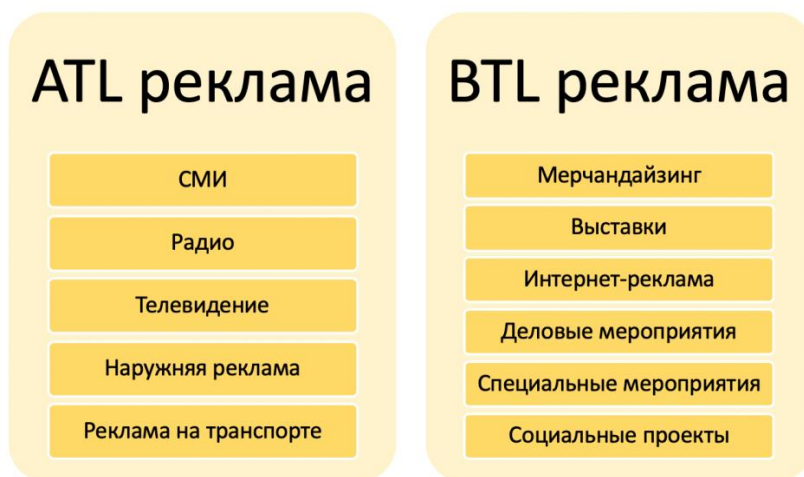 ATL реклама
СМИ
Радио
Телевидение
Наружняя реклама
Реклама на транспорте
BTL реклама
Мерчандайзинг
Выставки
Интернет-реклама
Деловые мероприятия
Специальные мероприятия
Социальные проекты